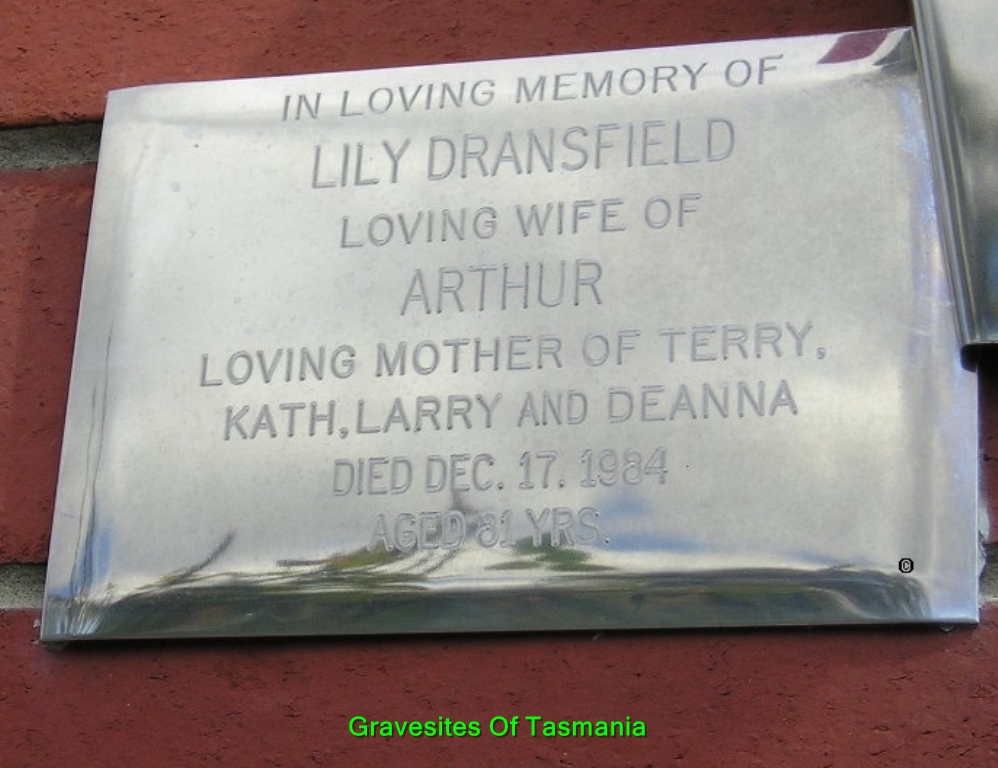 IN LOVING MEMORY OF
LILY DRANSFIELD
LOVING WIFE OF
ARTHUR
LOVING MOTHER OF TERRY,
KATH, LARRY AND DEANNA
DIED DEC. 17. 1984
AGED 81 YRS.
©
Gravesites Of Tasmania